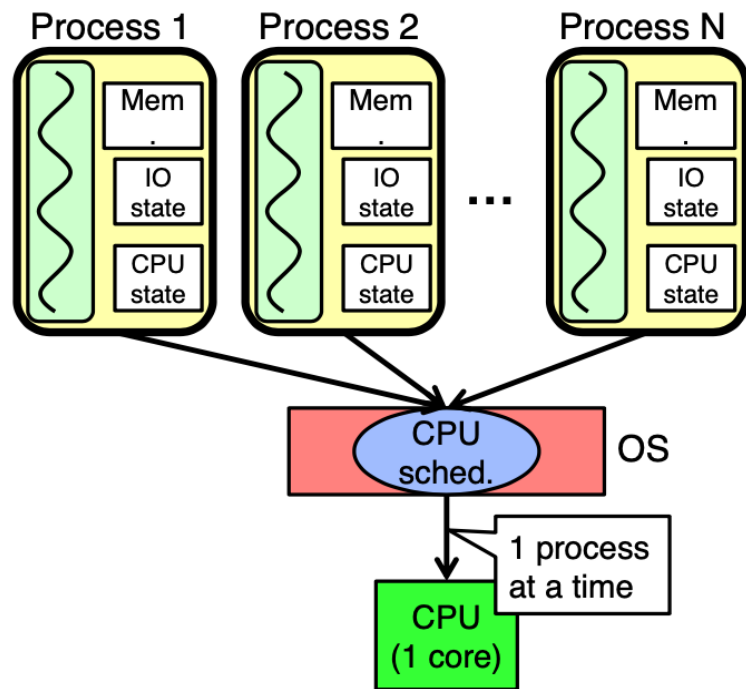 Process 1
Process 2
Process N
Mem
.
IO
state
CPU
state
Mem
.
IO
state
CPU
state
...
Mem
.
IO
state
CPU
state
CPU
sched.
OS
1 process
at a time
CPU
(1 core)